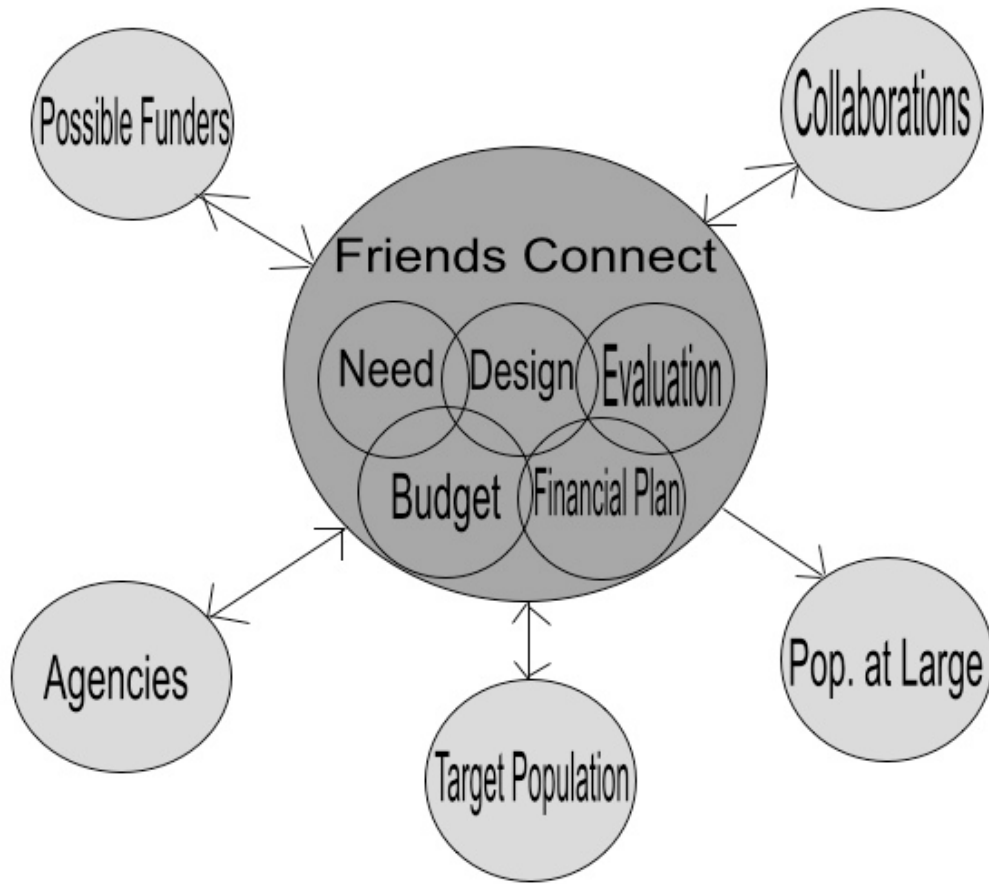 Possible Funders
Collaborations
Friends Connect
Need
Design
Evaluation
Budget
Financial Plan
Agencies
Pop. at Large
Target Population